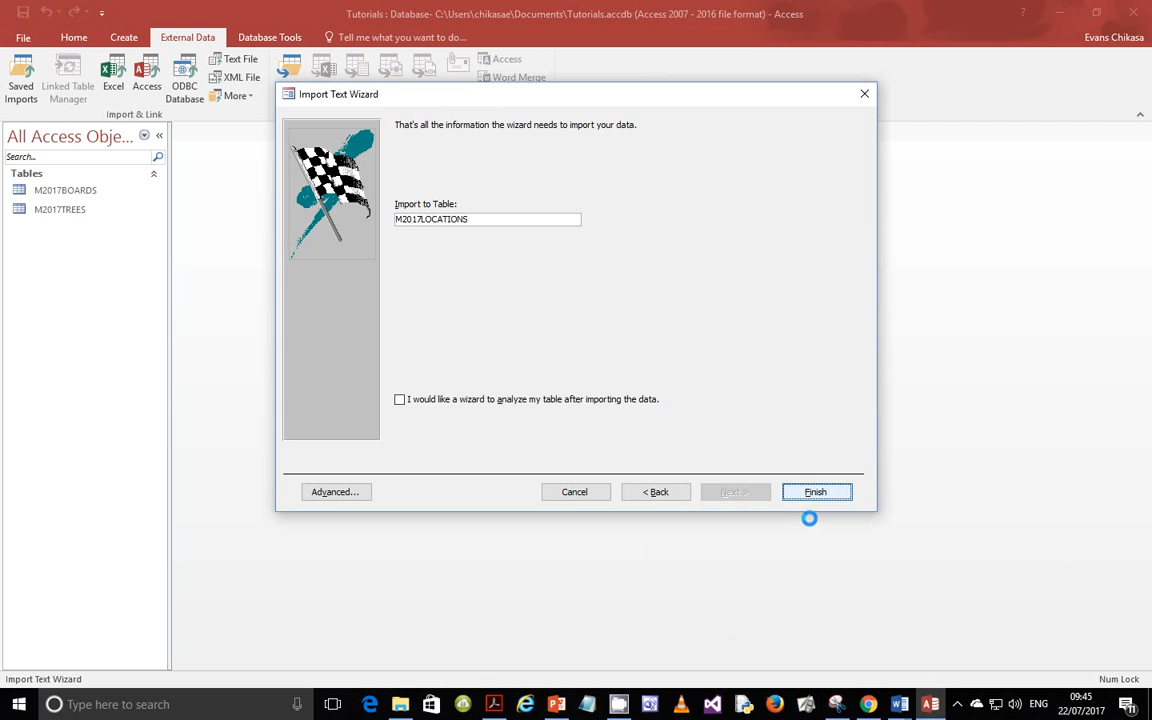 Tutorials : Database- C:\Users\chikasae\Documents\Tutorials.accdb (Access 2007 - 2016 file format) - Access
?
File Home Create External Data Database Tools Tell me what you want to do... Evans Chikasa
Saved Imports
Linked Table Manager
Excel
Access
ODBC Database
Text File
XML File
More
Access
Word Merge
Import & Link
All Access Obje...
Search...
Tables
M2017BOARDS
M2017TREES
Import Text Wizard
That's all the information the wizard needs to import your data.
Import to Table:
M2017LOCATIONS
I would like a wizard to analyze my table after importing the data.
Advanced... Cancel < Back Next > Finish
Import Text Wizard Num Lock
Type here to search
ENG
09:45
22/07/2017
11